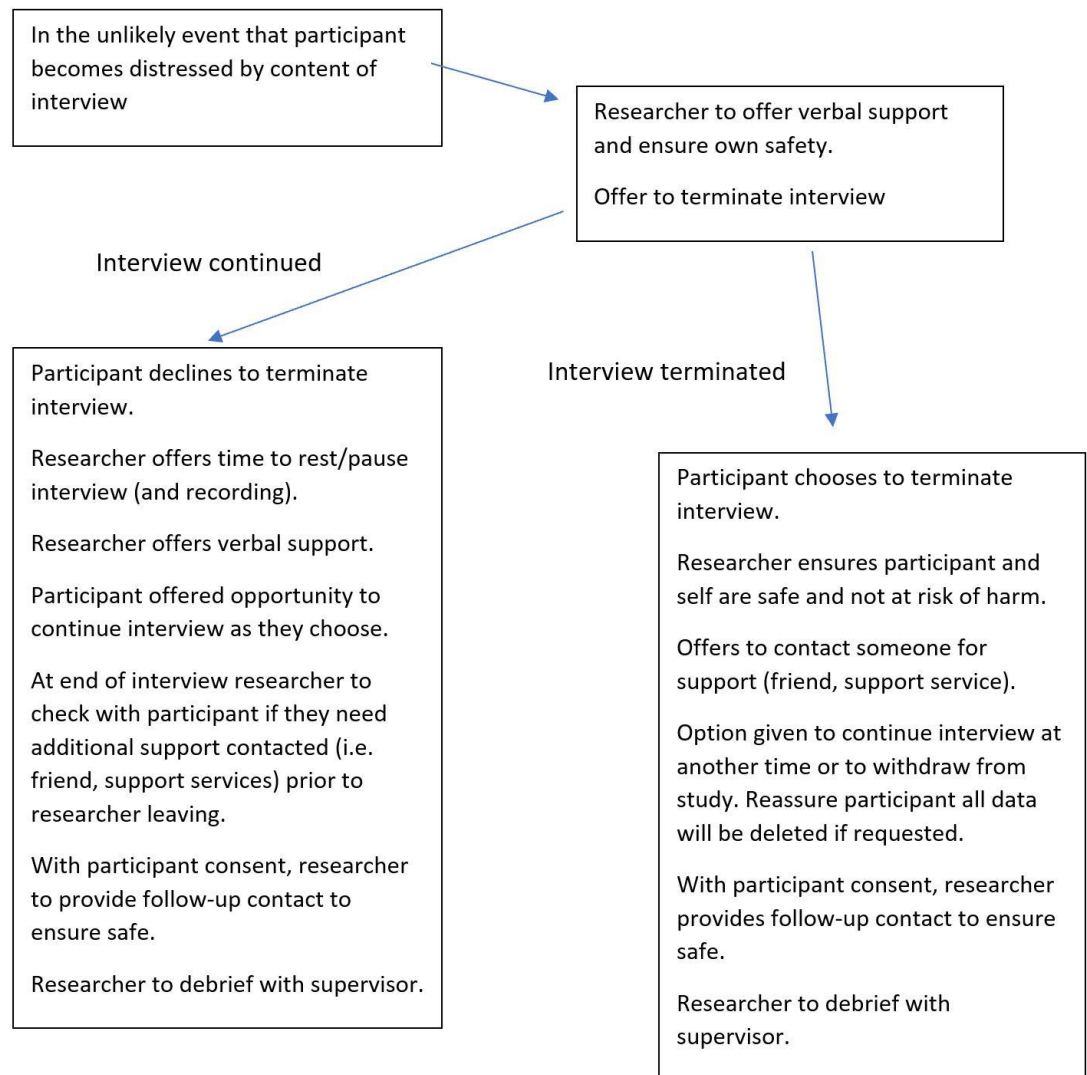 In the unlikely event that participant
becomes distressed by content of
interview
Researcher to offer verbal support
and ensure own safety.
Offer to terminate interview
Interview continued
Interview terminated
Participant declines to terminate
interview.
Researcher offers time to rest/pause
interview (and recording).
Researcher offers verbal support.
Participant offered opportunity to
continue interview as they choose.
At end of interview researcher to
check with participant if they need
additional support contacted (i.e.
friend, support services) prior to
researcher leaving.
With participant consent, researcher
to provide follow-up contact to
ensure safe.
Researcher to debrief with supervisor.
Participant chooses to terminate
interview.
Researcher ensures participant and
self are safe and not at risk of harm.
Offers to contact someone for
support (friend, support service).
Option given to continue interview at
another time or to withdraw from
study. Reassure participant all data
will be deleted if requested.
With participant consent, researcher
provides follow-up contact to ensure
safe.
Researcher to debrief with
supervisor.